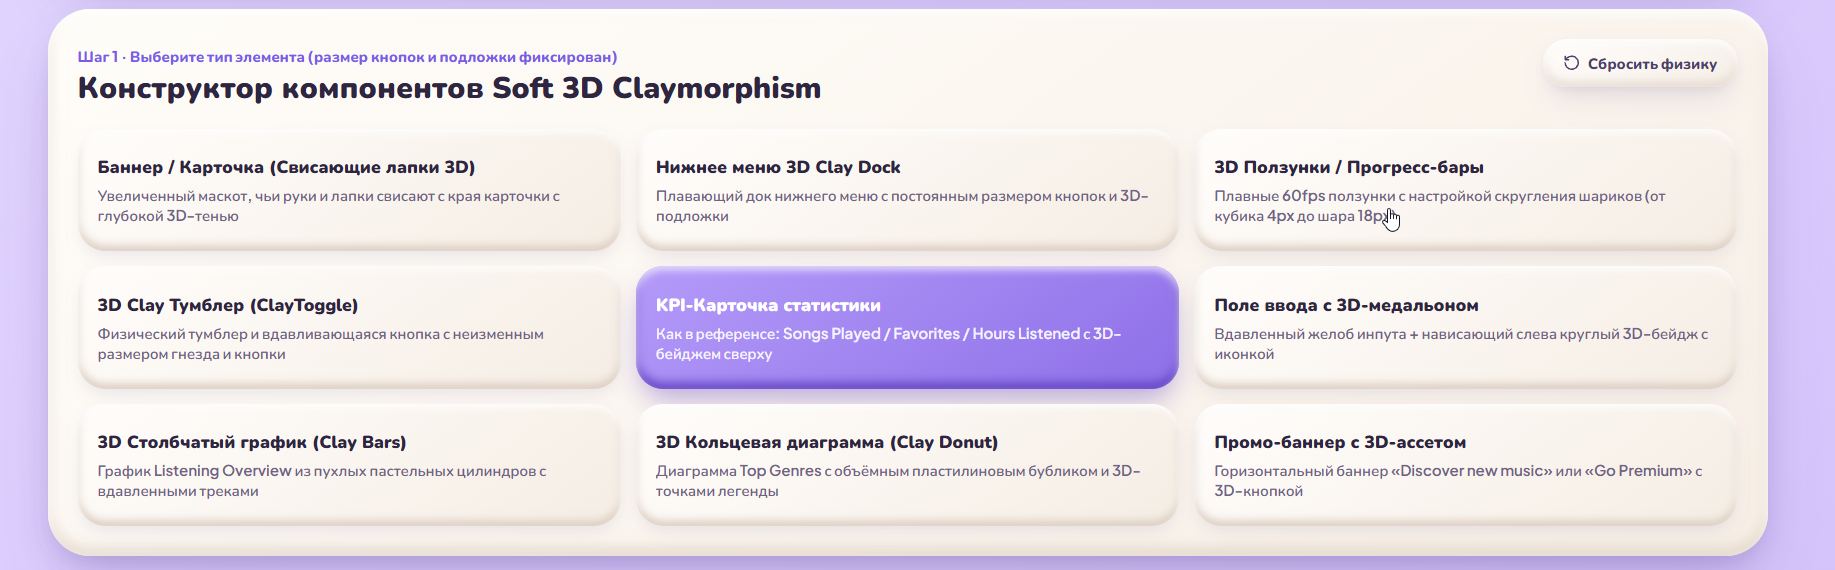 Шаг 1 · Выберите тип элемента (размер кнопок и подложки фиксирован)
Конструктор компонентов Soft 3D Claymorphism
Сбросить физику
Баннер / Карточка (Свисающие лапки 3D)
Увеличенный маскот, чьи руки и лапки свисают с края карточки с
глубокой 3D-тенью
Нижнее меню 3D Clay Dock
Плавающий док нижнего меню с постоянным размером кнопок и 3D-
подложки
3D Ползунки / Прогресс-бары
Плавные 60fps ползунки с настройкой скругления шариков (от
кубика 4px до шара 18px
3D Clay Тумблер (ClayToggle)
Физический тумблер и вдавливающаяся кнопка с неизменным
размером гнезда и кнопки
KPI-Карточка статистики
Как в референсе: Songs Played / Favorites / Hours Listened с 3D-
бейджем сверху
Поле ввода с 3D-медальоном
Вдавленный желоб инпута + нависающий слева круглый 3D-бейдж с
иконкой
3D Столбчатый график (Clay Bars)
График Listening Overview из пухлых пастельных цилиндров с
вдавленными треками
3D Кольцевая диаграмма (Clay Donut)
Диаграмма Top Genres с объёмным пластилиновым бубликом и 3D-
точками легенды
Промо-баннер с 3D-ассетом
Горизонтальный баннер «Discover new music» или «Go Premium» с
3D-кнопкой